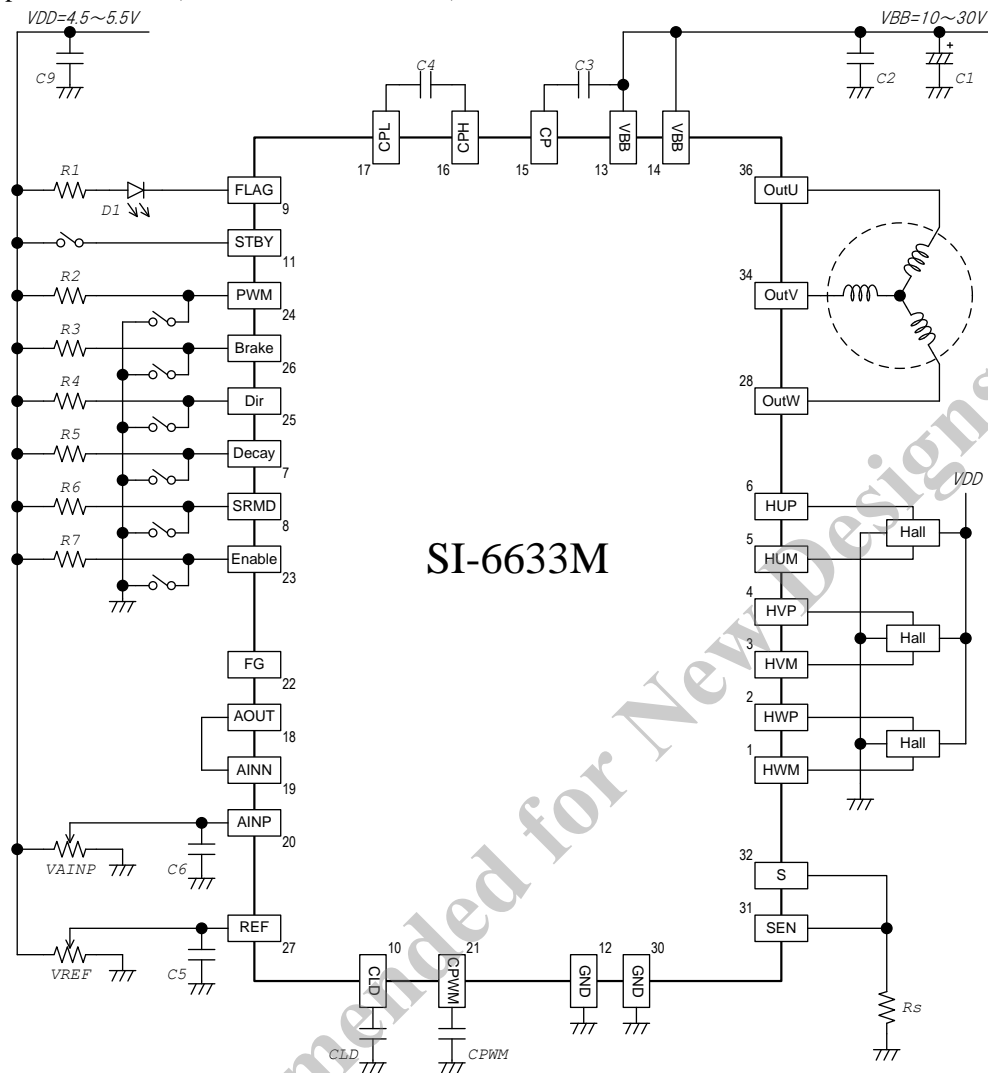 VDD=4.5～5.5V
VBB=10～30V
C9
C4
C3
C2
C1
+
CPL
CPH
CP
VBB
VBB
17
16
15
13
14
R1
D1
FLAG
9
STBY
11
R2
PWM
24
R3
Brake
26
R4
Dir
25
R5
Decay
7
R6
SRMD
8
R7
Enable
23
FG
22
AOUT
18
AINN
19
AINP
20
VAINP
C6
REF
27
VREF
C5
SI-6633M
36
OutU
34
OutV
28
OutW
VDD
6
HUP
Hall
5
HUM
4
HVP
Hall
3
HVM
2
HWP
Hall
1
HWM
32
S
31
SEN
Rs
10
CLD
21
CPWM
12
GND
30
GND
CLD
CPWM
mended for New Designs